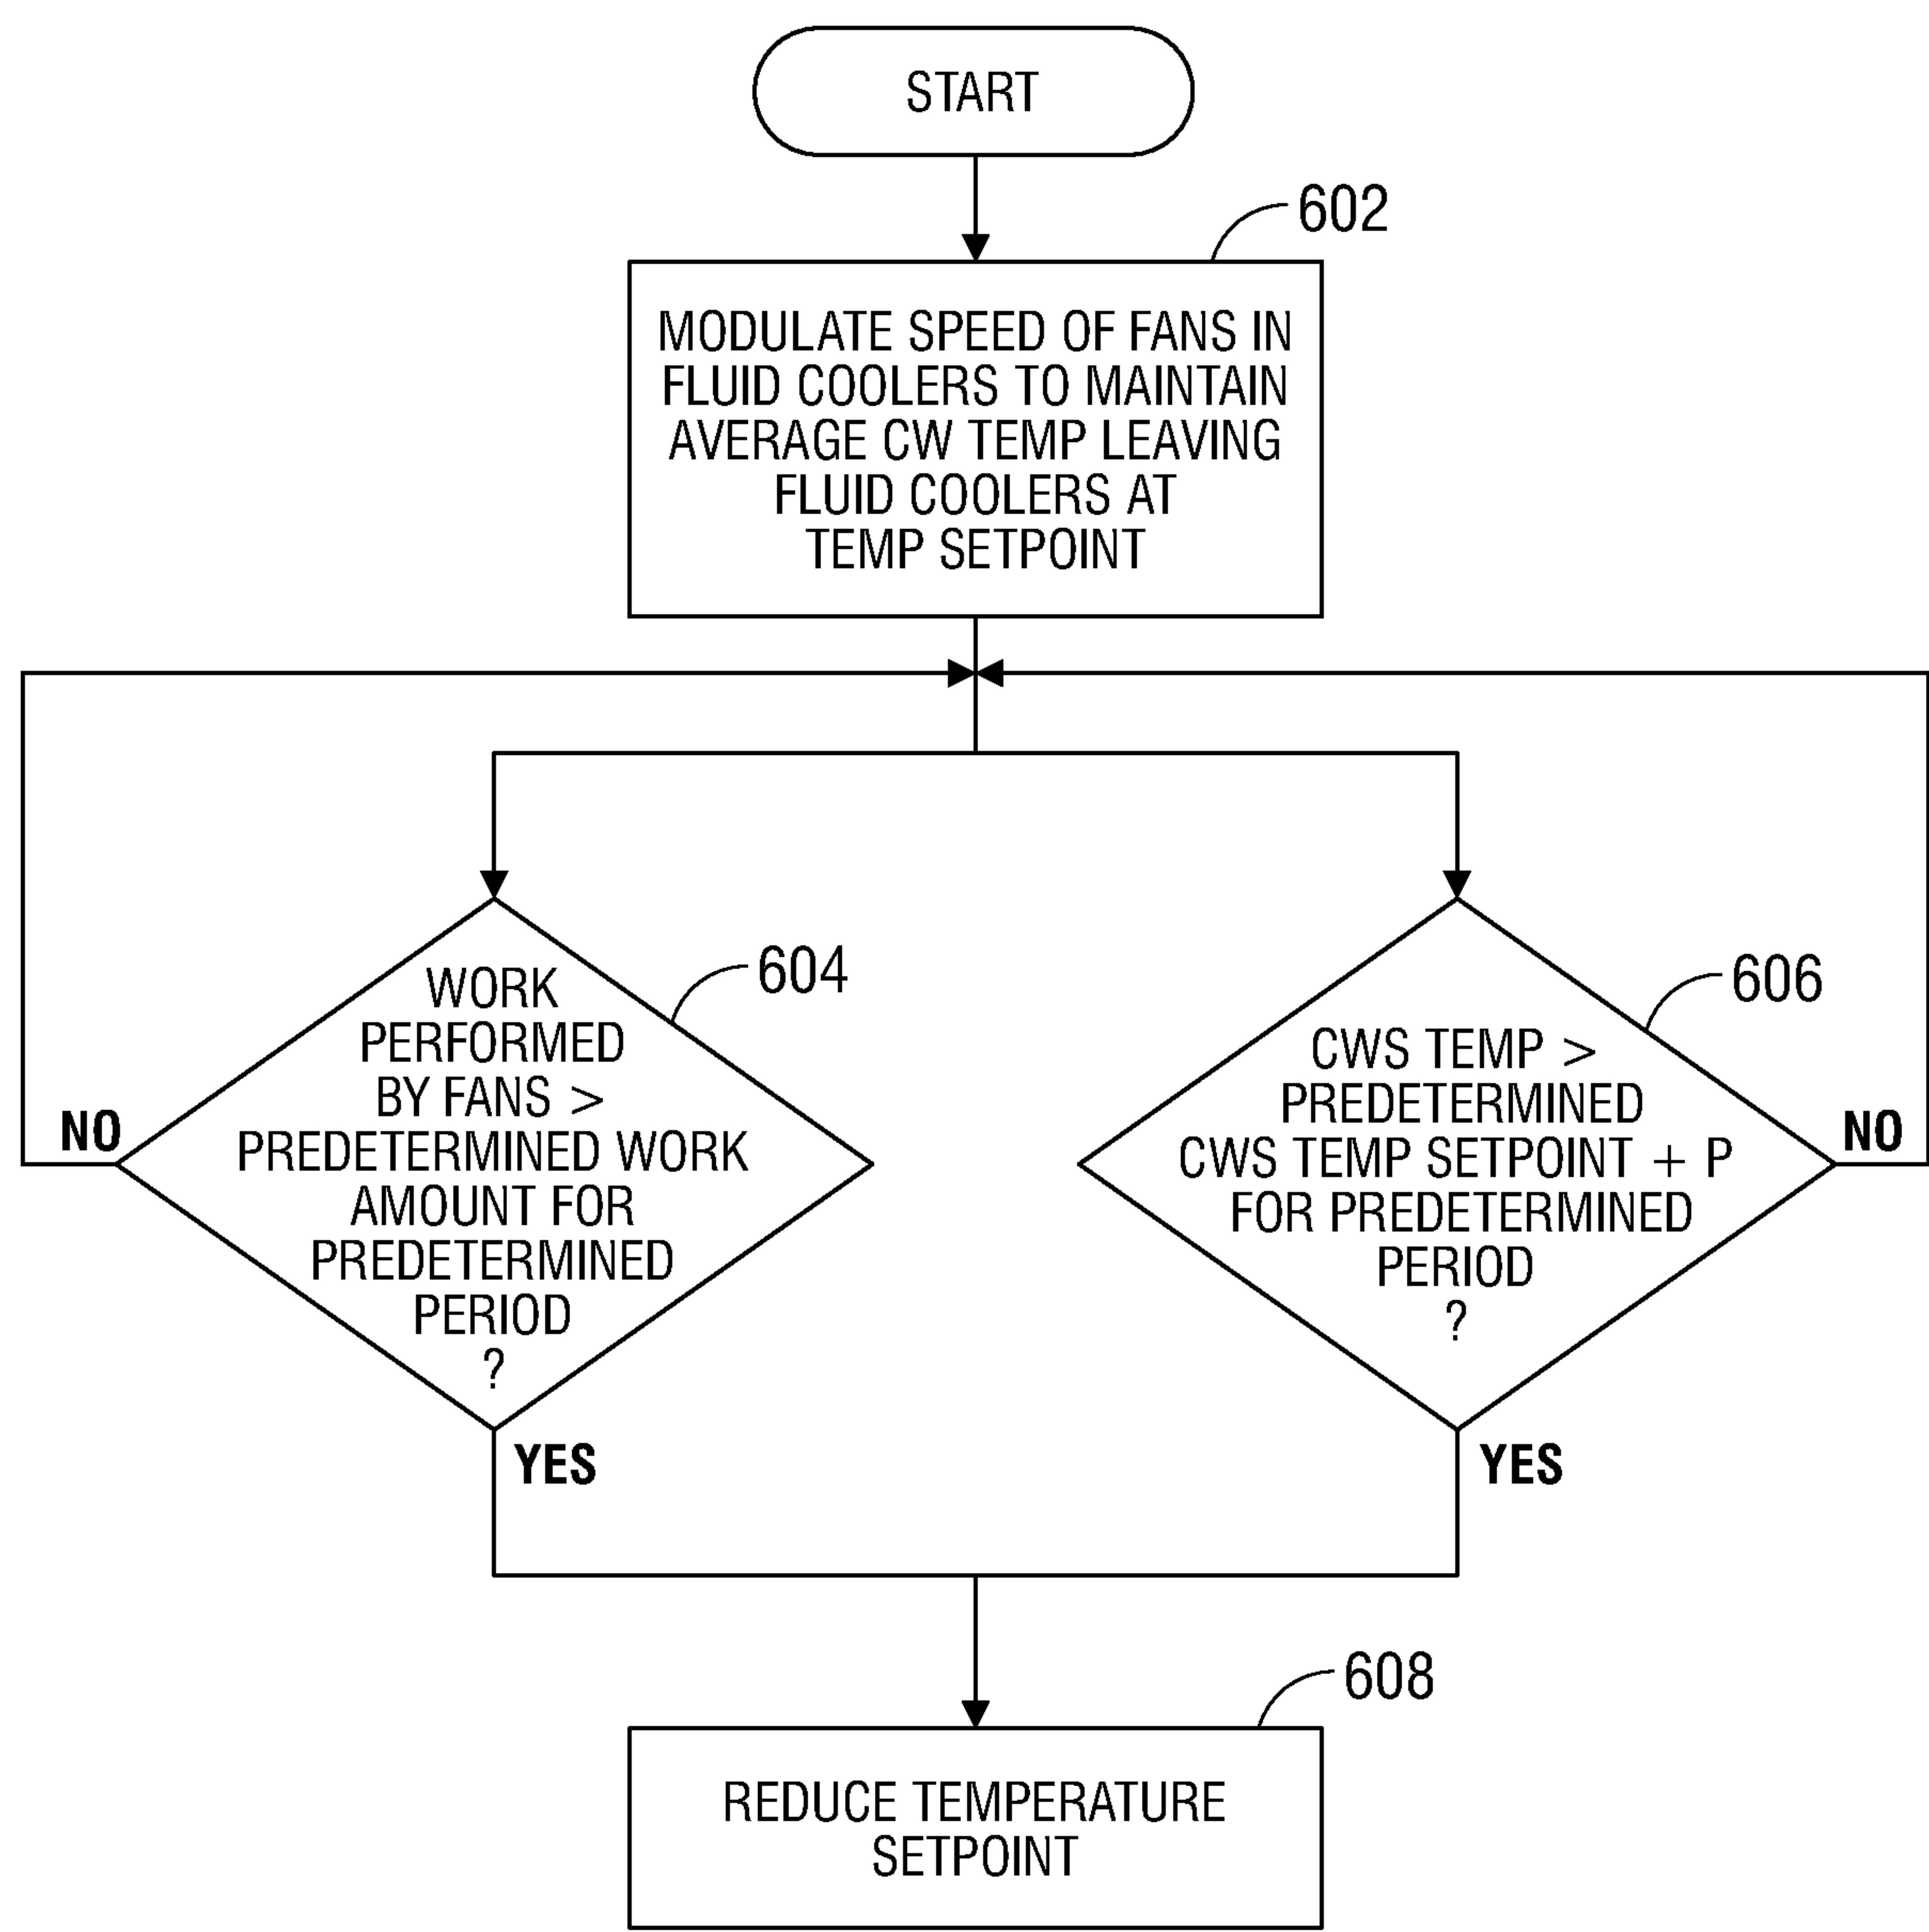 START
602
MODULATE SPEED OF FANS IN
FLUID COOLERS TO MAINTAIN
AVERAGE CW TEMP LEAVING
FLUID COOLERS AT
TEMP SETPOINT
604
WORK
PERFORMED
BY FANS >
PREDETERMINED WORK
AMOUNT FOR
PREDETERMINED
PERIOD
?
NO
YES
606
CWS TEMP >
PREDETERMINED
CWS TEMP SETPOINT + P
FOR PREDETERMINED
PERIOD
?
NO
YES
608
REDUCE TEMPERATURE
SETPOINT